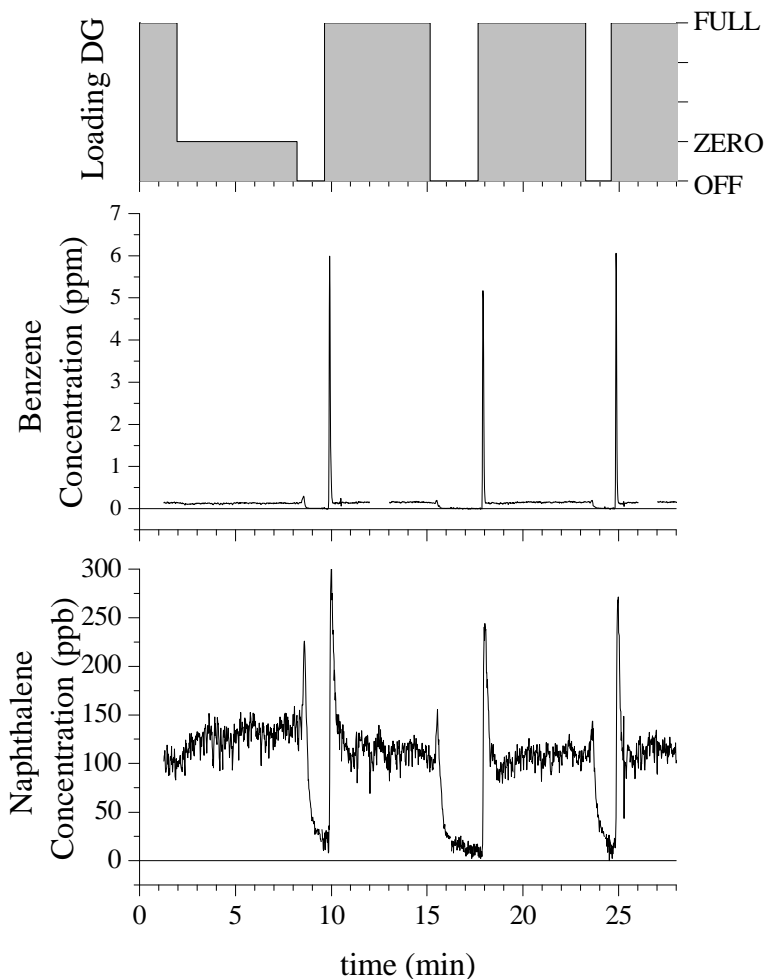 Loading DG
FULL
ZERO
OFF
Benzene
Concentration (ppm)
7
6
5
4
3
2
1
0
Naphthalene
Concentration (ppb)
300
250
200
150
100
50
0
0 5 10 15 20 25
time (min)